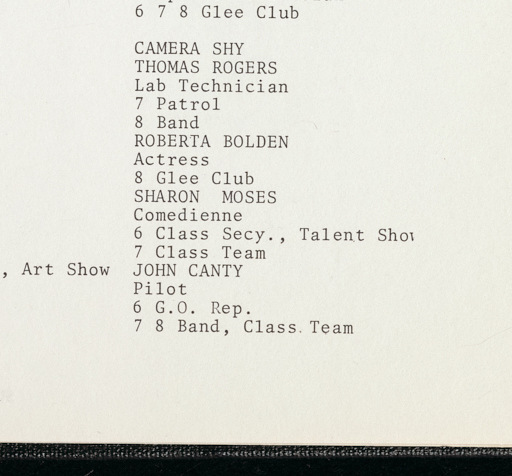 6 7 8 Glee Club
CAMERA SHY
THOMAS ROGERS
Lab Technician
7 Patrol
8 Band
ROBERTA BOLDEN
Actress
8 Glee Club
SHARON MOSES
Comedienne
6 Class Secy., Talent Show
7 Class Team
, Art Show JOHN CANTY
Pilot
6 G.O. Rep.
7 8 Band, Class Team